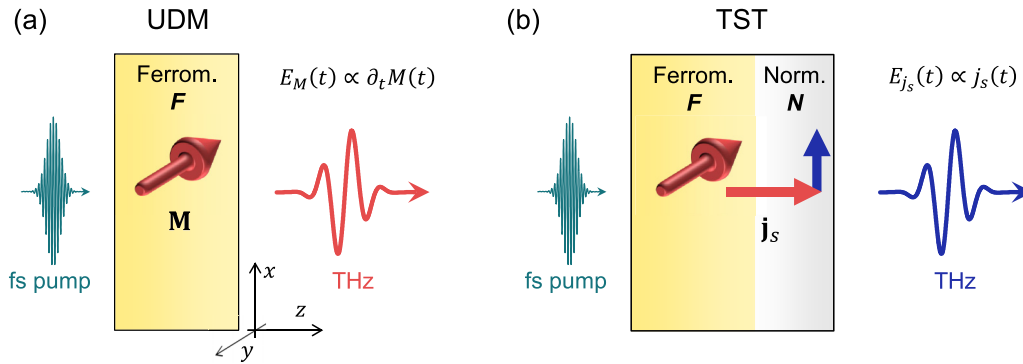 (a)
UDM
Ferrom.
F
E_M(t) ∝ ∂_t M(t)
M
fs pump
THz
x
z
y
(b)
TST
Ferrom.
F
Norm.
N
E_{j_s}(t) ∝ j_s(t)
j_s
fs pump
THz